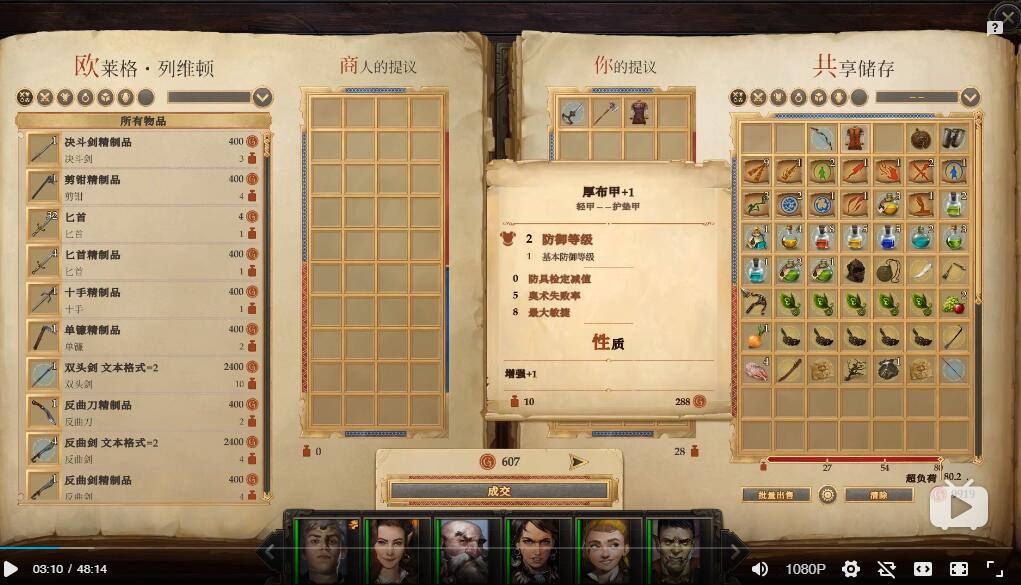 欧莱格·列维顿
商人的提议
你的提议
共享储存
所有物品
决斗剑精制品 400
决斗剑 3
剪钳精制品 400
剪钳 4
匕首 4
匕首 1
匕首精制品 400
匕首 1
十手精制品 400
十手 1
单镰精制品 400
单镰 2
双头剑 文本格式=2 2400
双头剑 10
反曲刀精制品 400
反曲刀 2
反曲剑 文本格式=2 2400
反曲剑 4
反曲剑精制品 400
反曲剑 4
厚布甲+1
轻甲——护垫甲
2 防御等级
1 基本防御等级
0 防具检定减值
5 奥术失败率
8 最大敏捷
性质
增强+1
10 288
0
28
607
成交
27 54 80
超负荷 80.2
批量出售 清除
9919
03:10 / 48:14
1080P